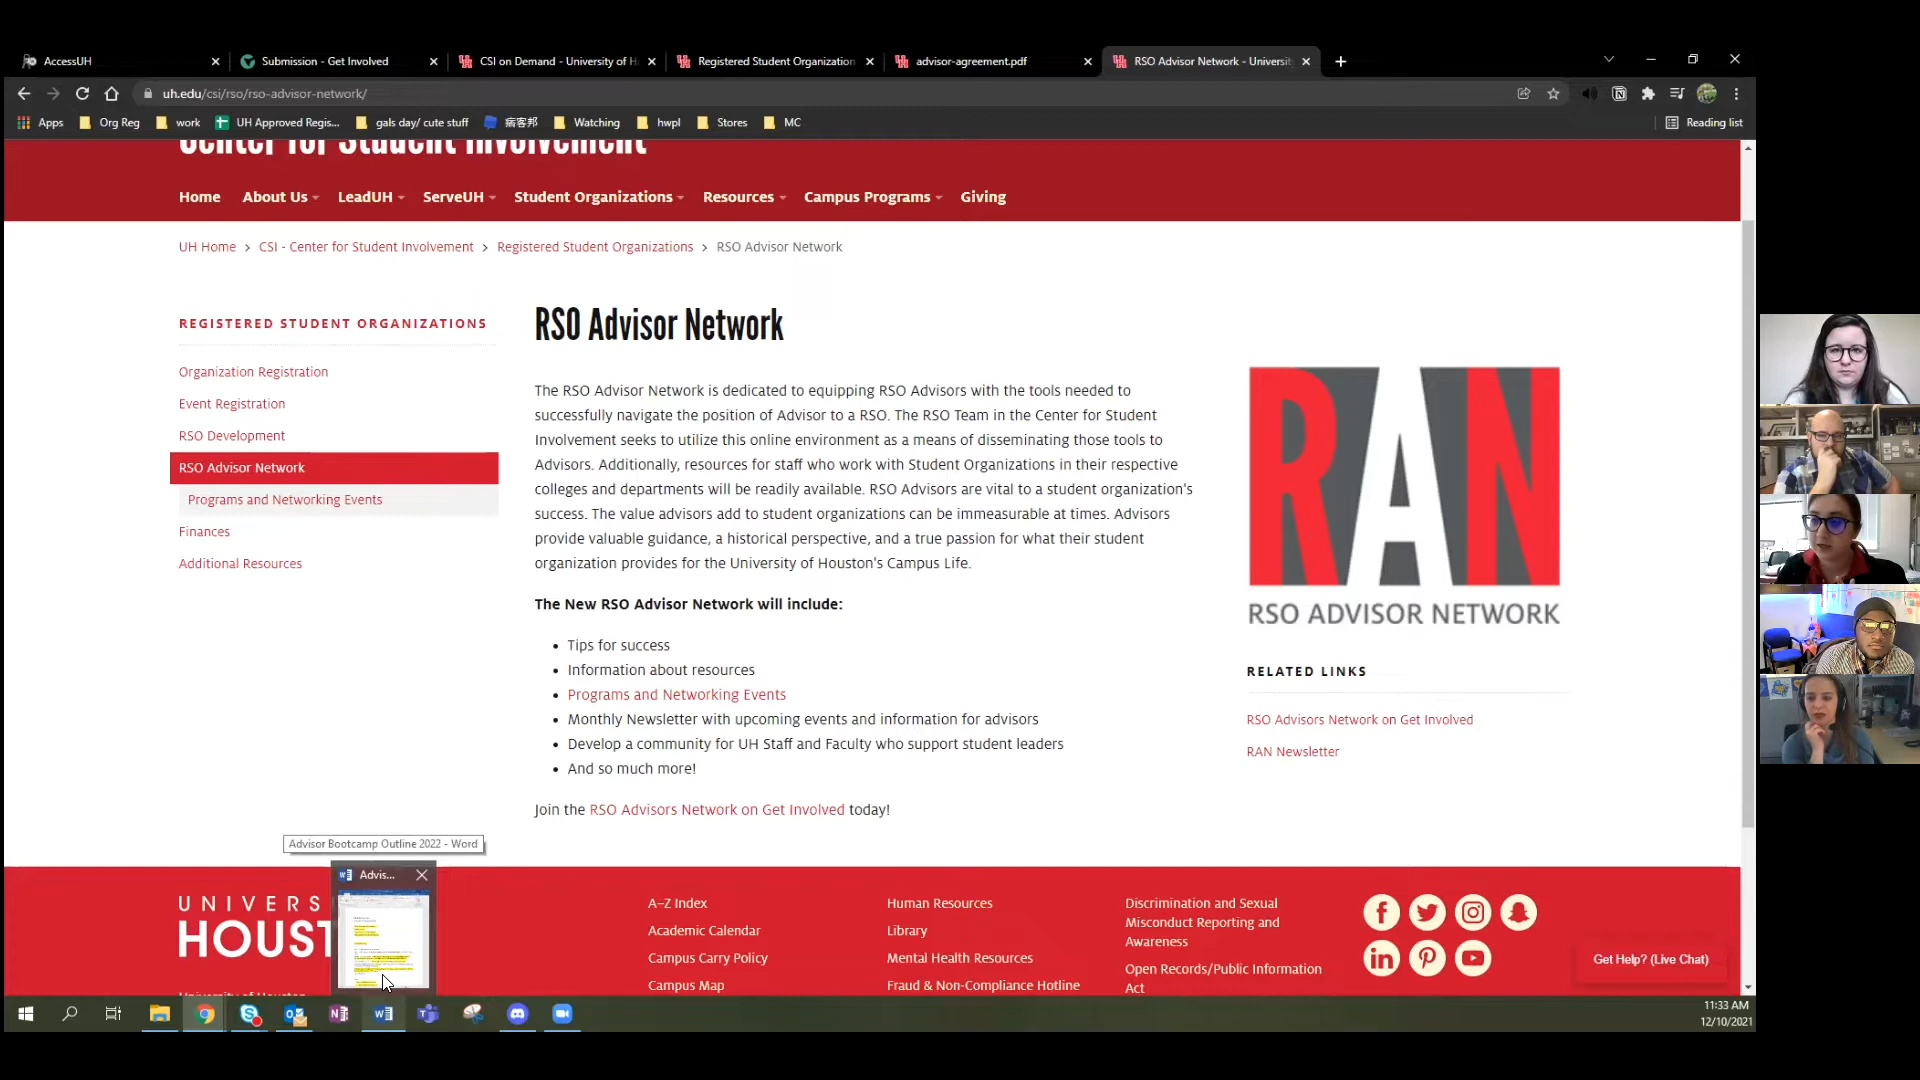 AccessUH
Submission - Get Involved
CSI on Demand - University of H
Registered Student Organization
advisor-agreement.pdf
RSO Advisor Network - Universit
uh.edu/csi/rso/rso-advisor-network/
Apps
Org Reg
work
UH Approved Regis...
gals day/ cute stuff
痞客邦
Watching
hwpl
Stores
MC
Reading list
Center for Student Involvement
Home
About Us
LeadUH
ServeUH
Student Organizations
Resources
Campus Programs
Giving
UH Home > CSI - Center for Student Involvement > Registered Student Organizations > RSO Advisor Network
REGISTERED STUDENT ORGANIZATIONS
Organization Registration
Event Registration
RSO Development
RSO Advisor Network
Programs and Networking Events
Finances
Additional Resources
RSO Advisor Network
The RSO Advisor Network is dedicated to equipping RSO Advisors with the tools needed to
successfully navigate the position of Advisor to a RSO. The RSO Team in the Center for Student
Involvement seeks to utilize this online environment as a means of disseminating those tools to
Advisors. Additionally, resources for staff who work with Student Organizations in their respective
colleges and departments will be readily available. RSO Advisors are vital to a student organization's
success. The value advisors add to student organizations can be immeasurable at times. Advisors
provide valuable guidance, a historical perspective, and a true passion for what their student
organization provides for the University of Houston's Campus Life.
The New RSO Advisor Network will include:
• Tips for success
• Information about resources
• Programs and Networking Events
• Monthly Newsletter with upcoming events and information for advisors
• Develop a community for UH Staff and Faculty who support student leaders
• And so much more!
Join the RSO Advisors Network on Get Involved today!
RAN
RSO ADVISOR NETWORK
RELATED LINKS
RSO Advisors Network on Get Involved
RAN Newsletter
Advisor Bootcamp Outline 2022 - Word
Advis...
UNIVERS
HOUST
University of Houston
A-Z Index
Academic Calendar
Campus Carry Policy
Campus Map
Human Resources
Library
Mental Health Resources
Fraud & Non-Compliance Hotline
Discrimination and Sexual
Misconduct Reporting and
Awareness
Open Records/Public Information
Act
Get Help? (Live Chat)
11:33 AM
12/10/2021